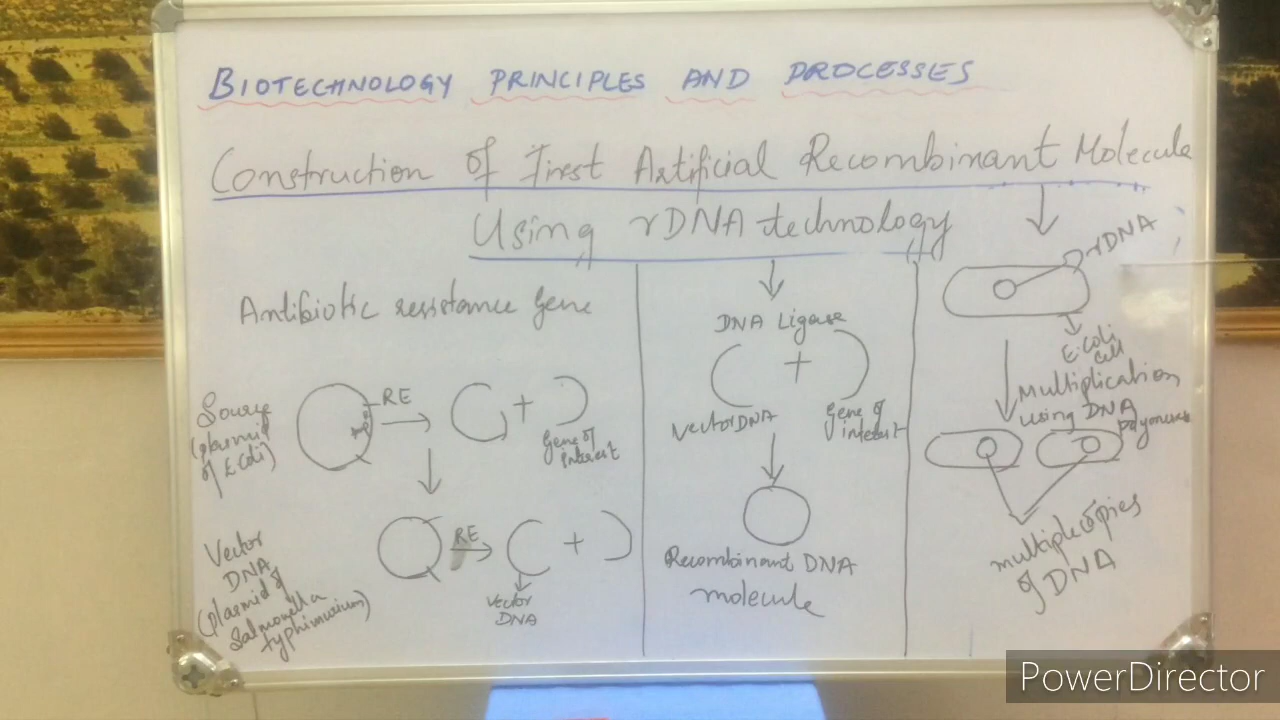 BIOTECHNOLOGY PRINCIPLES AND PROCESSES
Construction of First Artificial Recombinant Molecule
Using rDNA technology
Antibiotic resistance Gene
Source
(plasmid
of E.Coli)
RE
+
Gene of
Interest
Vector
DNA
(plasmid of
Salmonella
typhimurium)
RE
+
Vector
DNA
DNA Ligase
+
Vector DNA
Gene of
interest
Recombinant DNA
molecule
rDNA
E.Coli
cell
Multiplication
using DNA
multiple copies
of DNA
PowerDirector